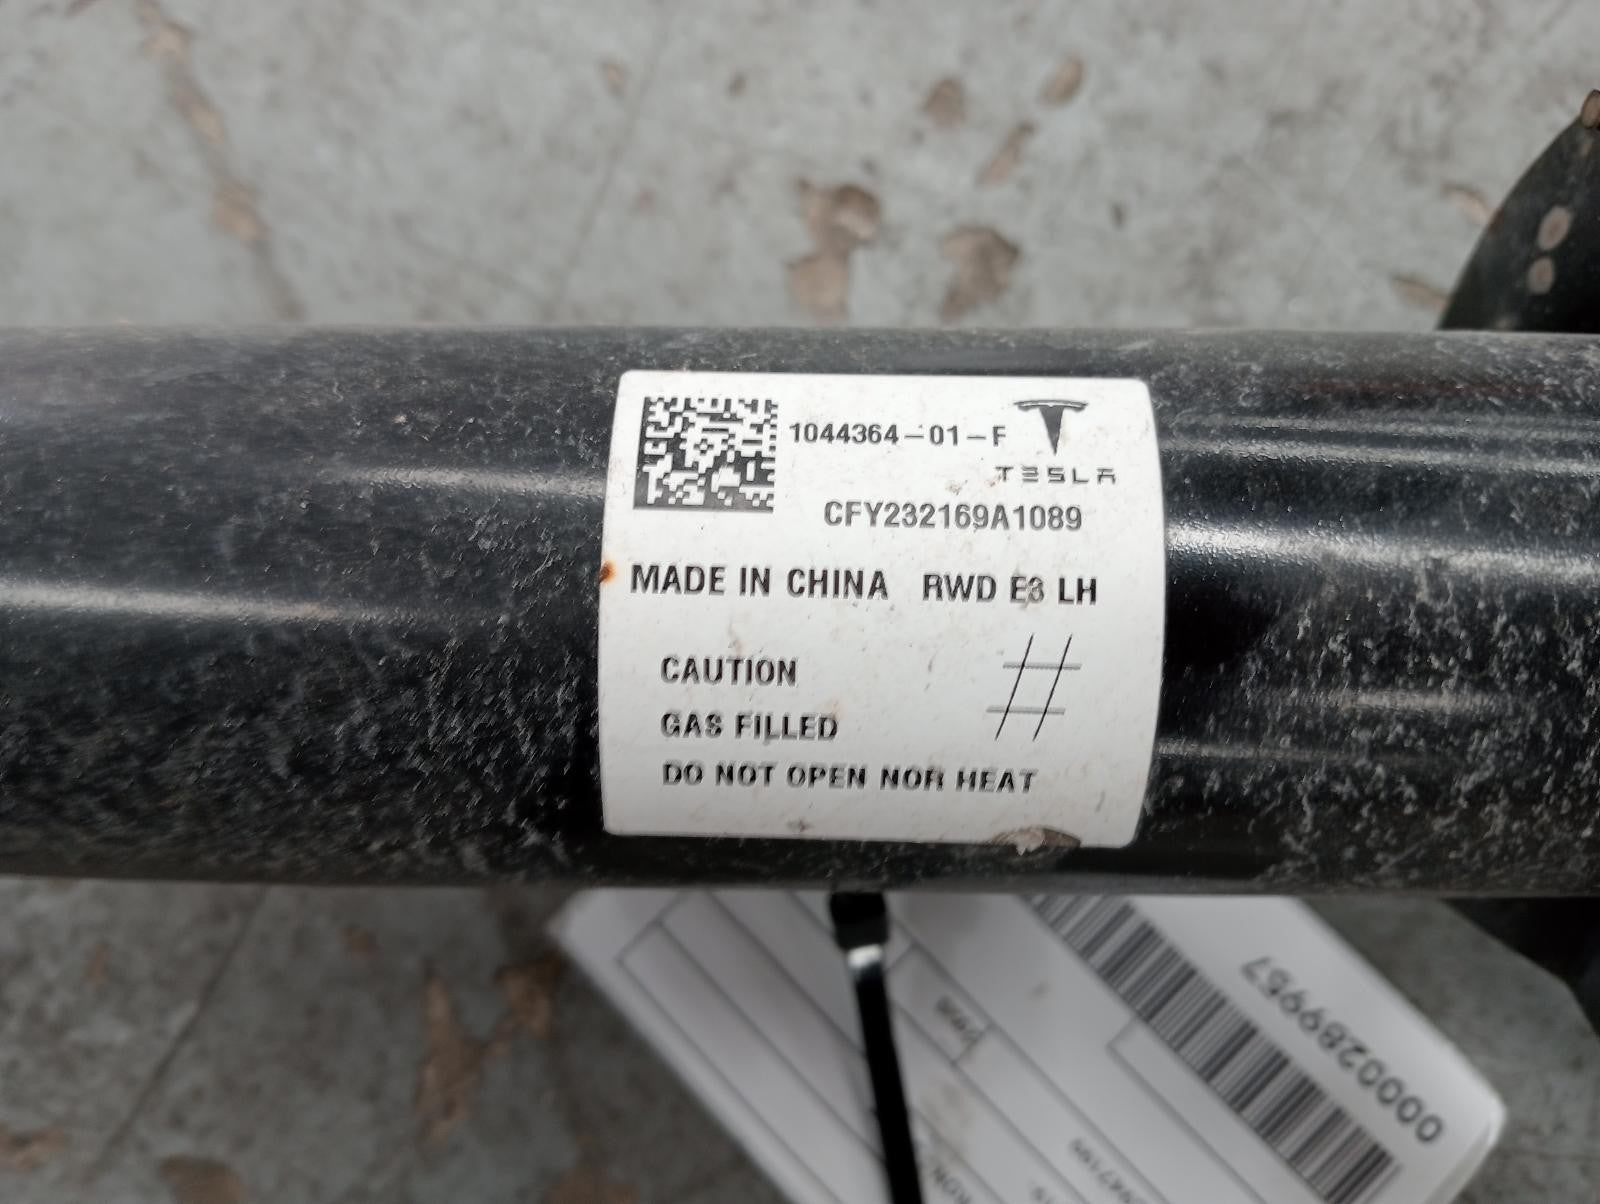 1044364-01-F
TESLA
CFY232169A1089
MADE IN CHINA RWD E3 LH
CAUTION
#
GAS FILLED
DO NOT OPEN NOR HEAT
0000289957